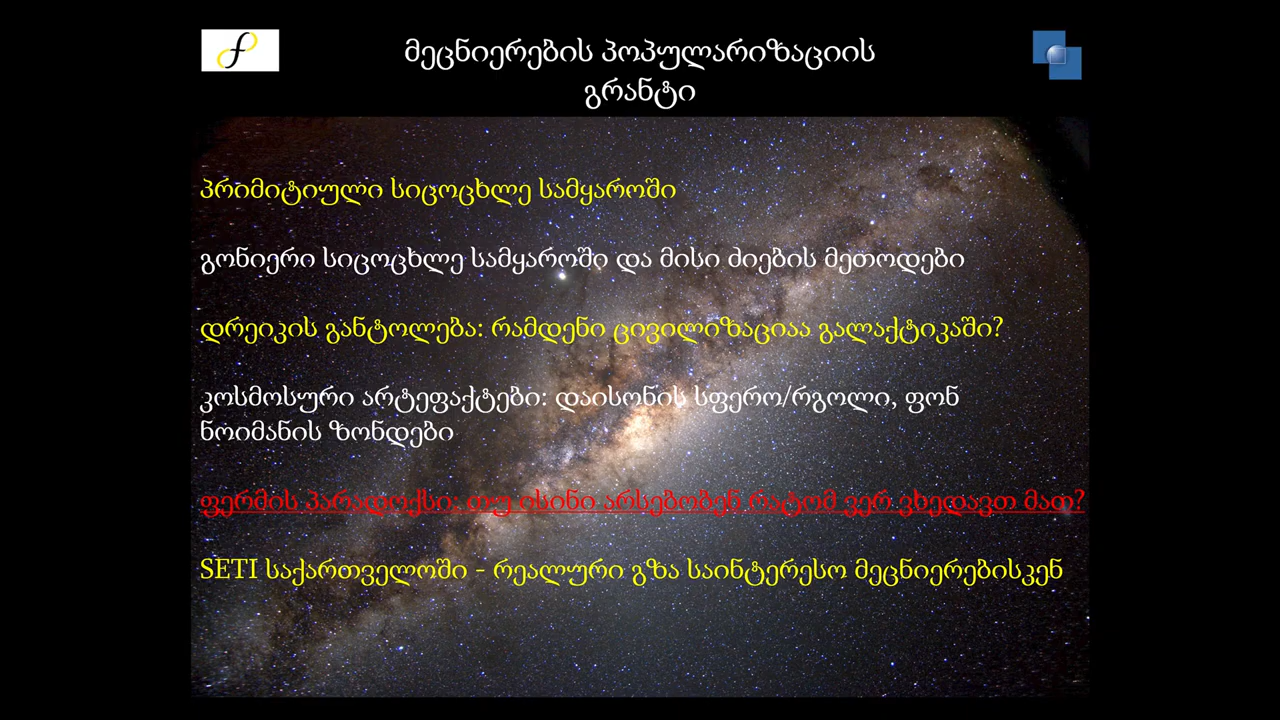 მეცნიერების პოპულარიზაციის
გრანტი
პრიმიტიული სიცოცხლე სამყაროში
გონიერი სიცოცხლე სამყაროში და მისი ძიების მეთოდები
დრეიკის განტოლება: რამდენი ცივილიზაციაა გალაქტიკაში?
კოსმოსური არტეფაქტები: დაისონის სფერო/რგოლი, ფონ
ნოიმანის ზონდები
ფერმის პარადოქსი: თუ ისინი არსებობენ რატომ ვერ ვხედავთ მათ?
SETI საქართველოში - რეალური გზა საინტერესო მეცნიერებისკენ